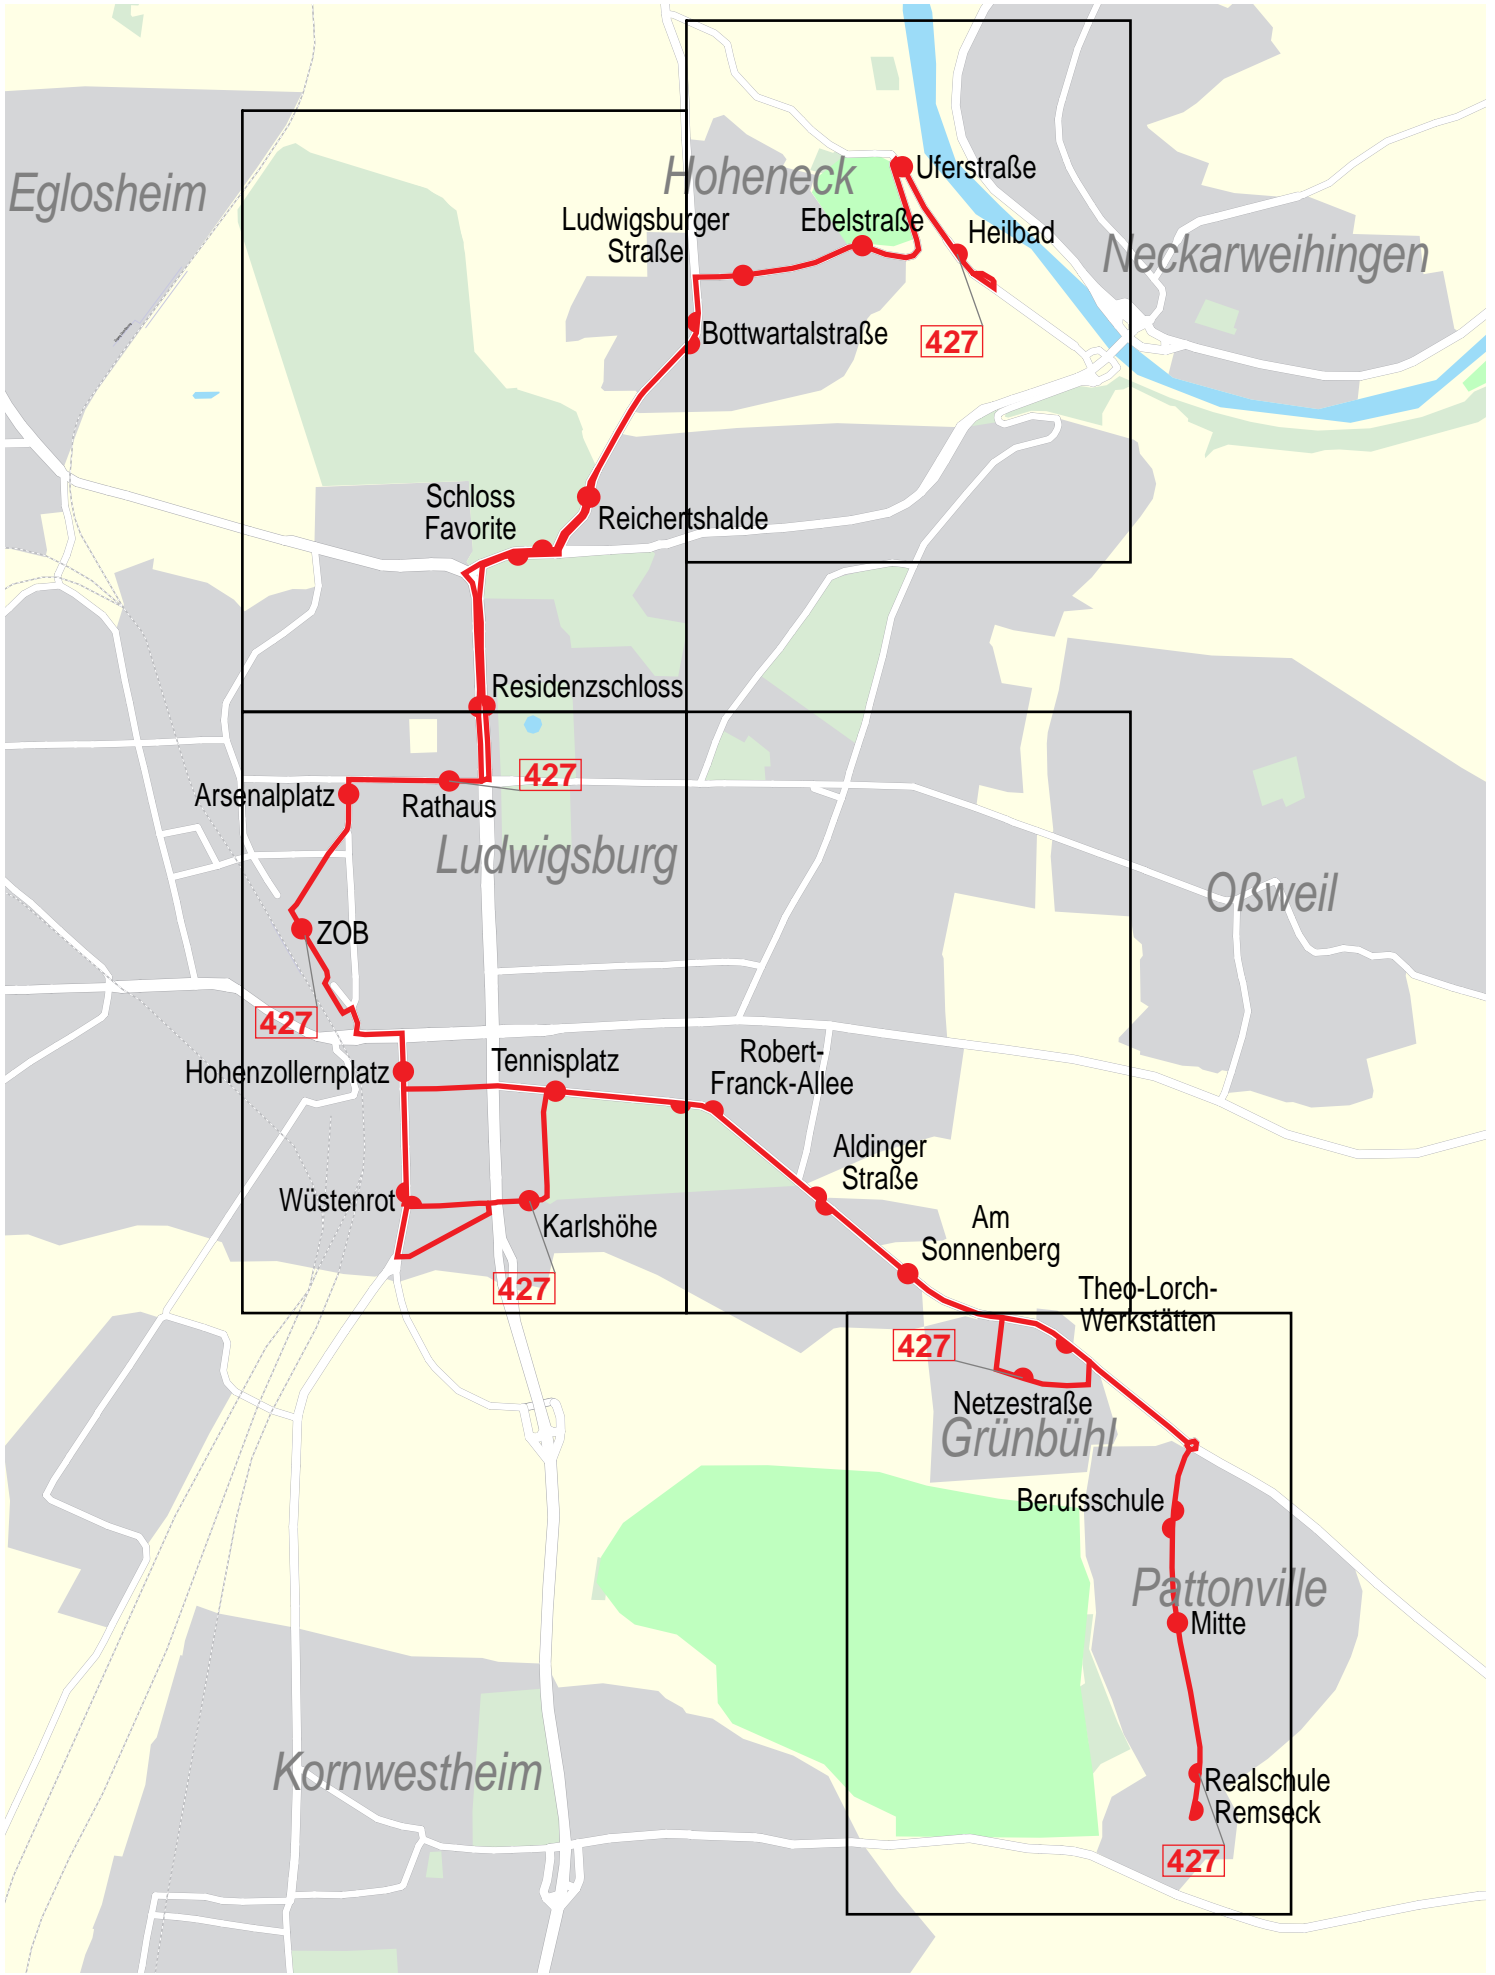 Hoheneck
Uferstraße
Eglosheim
Ludwigsburger
Straße
Ebelstraße
Heilbad
Neckarweihingen
Bottwartalstraße
427
Schloss
Favorite
Reichertshalde
Residenzschloss
427
Arsenalplatz
Rathaus
Ludwigsburg
Oßweil
ZOB
427
Hohenzollernplatz
Tennisplatz
Robert-
Franck-Allee
Aldinger
Straße
Wüstenrot
Karlshöhe
Am
Sonnenberg
427
Theo-Lorch-
Werkstätten
427
Netzestraße
Grünbühl
Berufsschule
Pattonville
Mitte
Kornwestheim
Realschule
Remseck
427